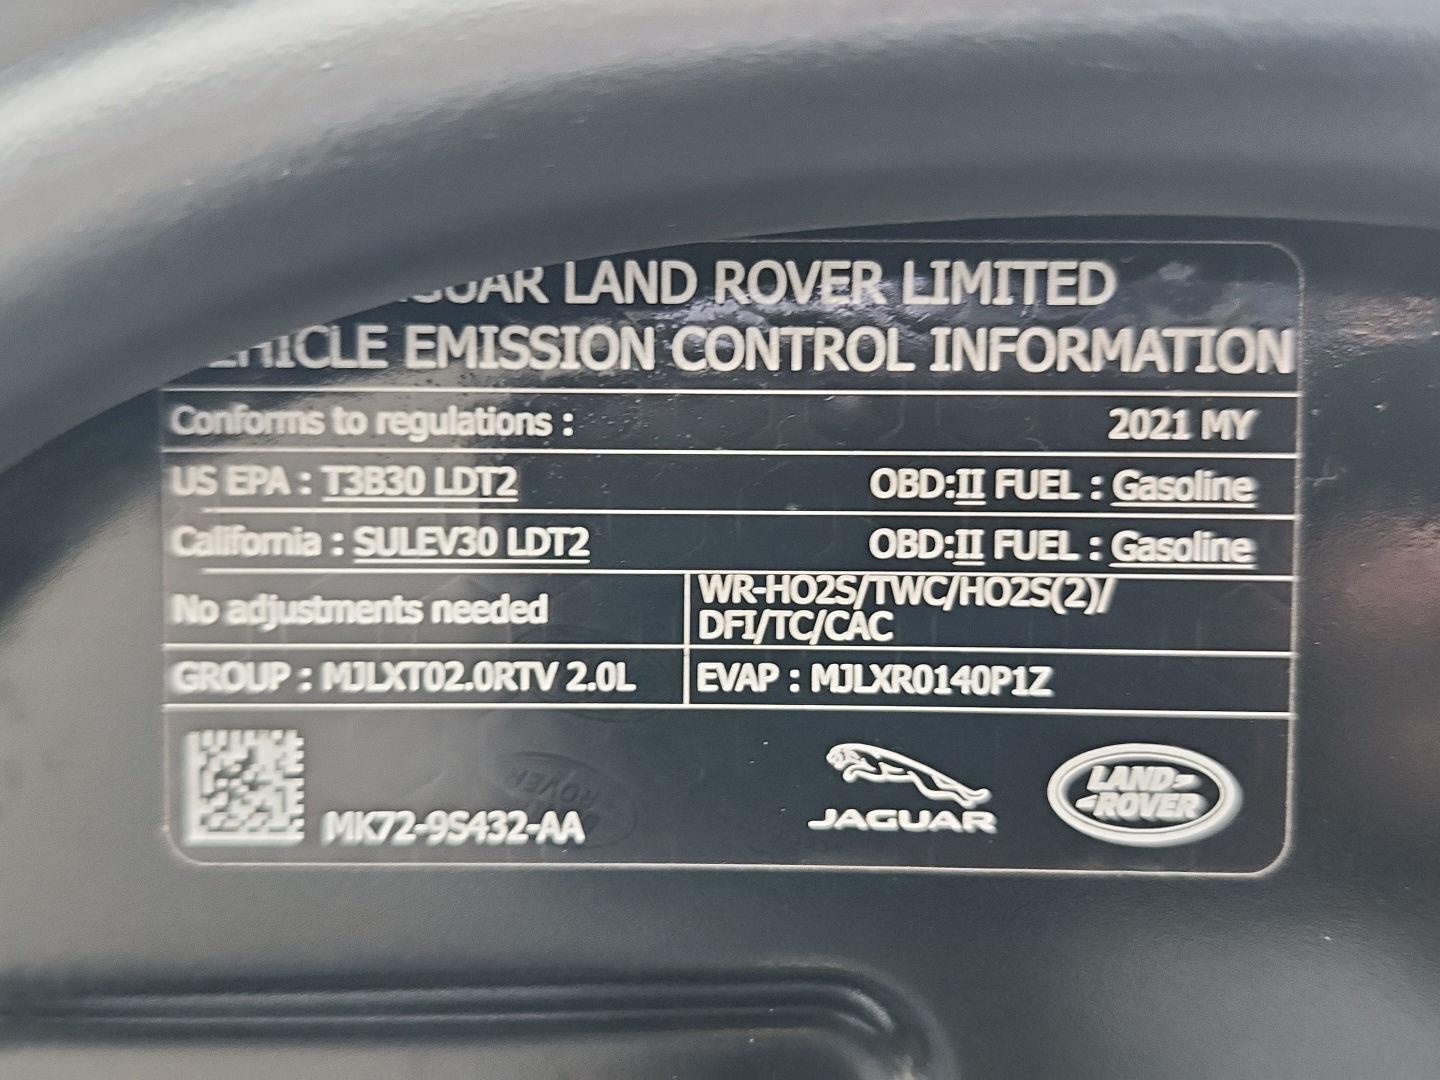 JAGUAR LAND ROVER LIMITED
VEHICLE EMISSION CONTROL INFORMATION
Conforms to regulations : 2021 MY
US EPA : T3B30 LDT2 OBD:II FUEL : Gasoline
California : SULEV30 LDT2 OBD:II FUEL : Gasoline
No adjustments needed
WR-HO2S/TWC/HO2S(2)/
DFI/TC/CAC
GROUP : MJLXT02.0RTV 2.0L EVAP : MJLXR0140P1Z
MK72-9S432-AA
JAGUAR
LAND
ROVER